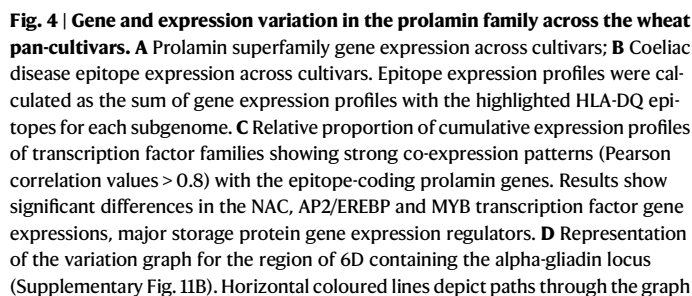 Fig. 4 | Gene and expression variation in the prolamin family across the wheat
pan-cultivars. A Prolamin superfamily gene expression across cultivars; B Coeliac
disease epitope expression across cultivars. Epitope expression profiles were cal-
culated as the sum of gene expression profiles with the highlighted HLA-DQ epi-
topes for each subgenome. C Relative proportion of cumulative expression profiles
of transcription factor families showing strong co-expression patterns (Pearson
correlation values > 0.8) with the epitope-coding prolamin genes. Results show
significant differences in the NAC, AP2/EREBP and MYB transcription factor gene
expressions, major storage protein gene expression regulators. D Representation
of the variation graph for the region of 6D containing the alpha-gliadin locus
(Supplementary Fig. 11B). Horizontal coloured lines depict paths through the graph